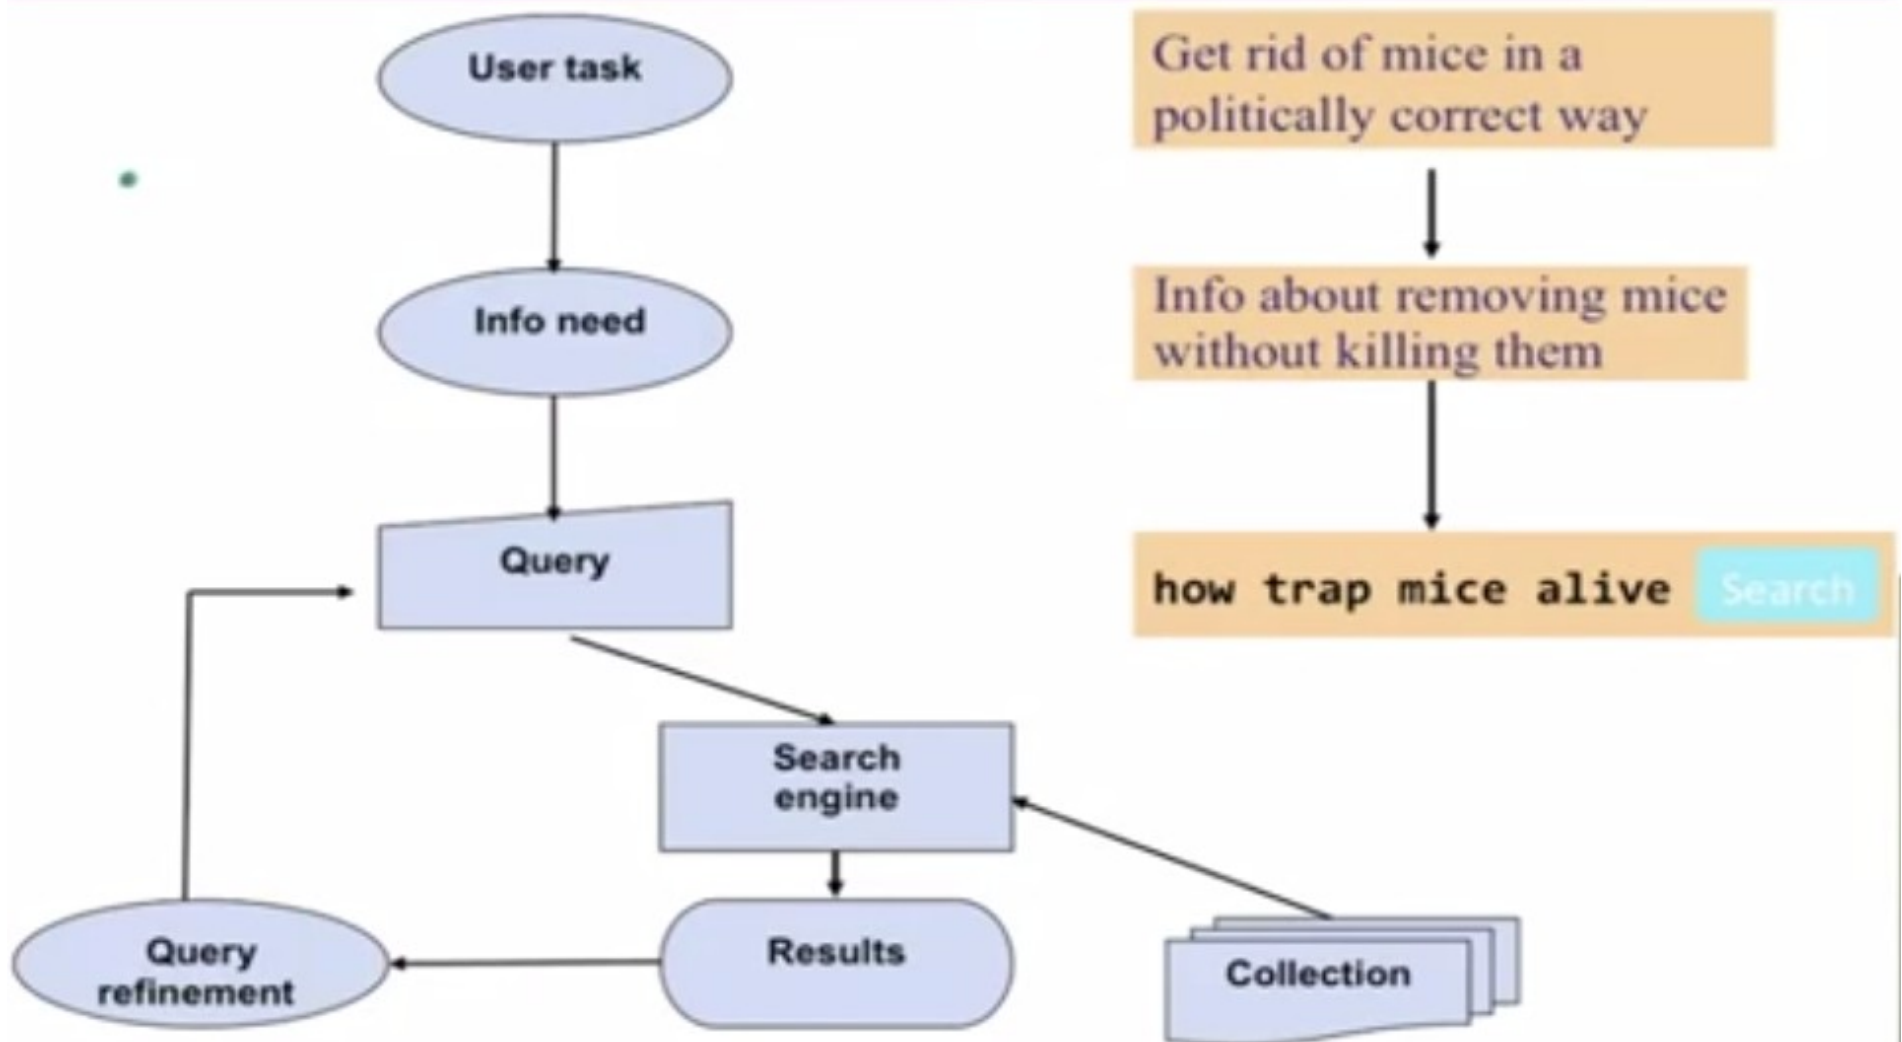 User task
Info need
Query
Search
engine
Results
Query
refinement
Collection
Get rid of mice in a
politically correct way
Info about removing mice
without killing them
how trap mice alive Search